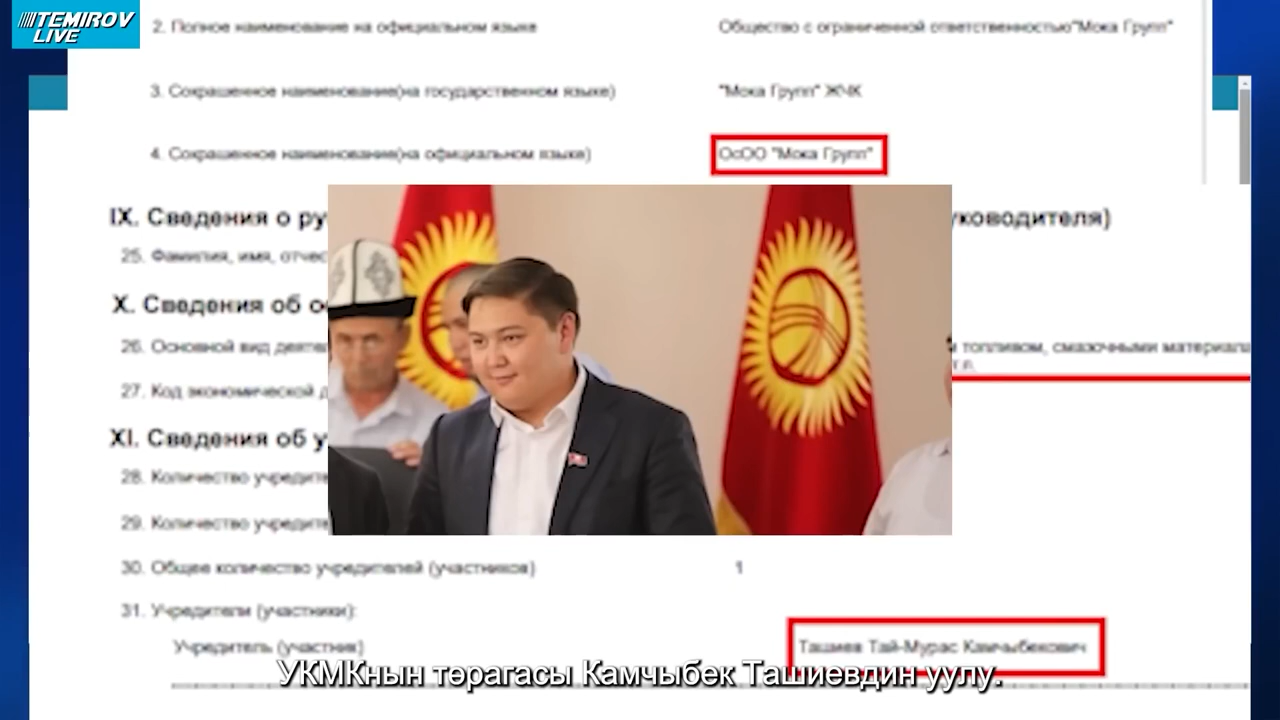 TEMIROV
LIVE
2. Полное наименование на официальном языке
Общество с ограниченной ответственностью"Мока Групп"
3. Сокращенное наименование(на государственном языке)
"Мока Групп" ЖЧК
4. Сокращенное наименование(на официальном языке)
ОсОО "Мока Групп"
IX. Сведения о ру
уководителя)
25. Фамилия, имя, отчес
X. Сведения об о
26. Основной вид деяте
м топливом, смазочными материала
27. Код экономической д
XI. Сведения об у
28. Количество учредите
29. Количество учредите
30. Общее количество учредителей (участников)
1
31. Учредители (участники):
Учредитель (участник)
Ташиев Тай-Мурас Камчыбекович
УКМКнын төрагасы Камчыбек Ташиевдин уулу.